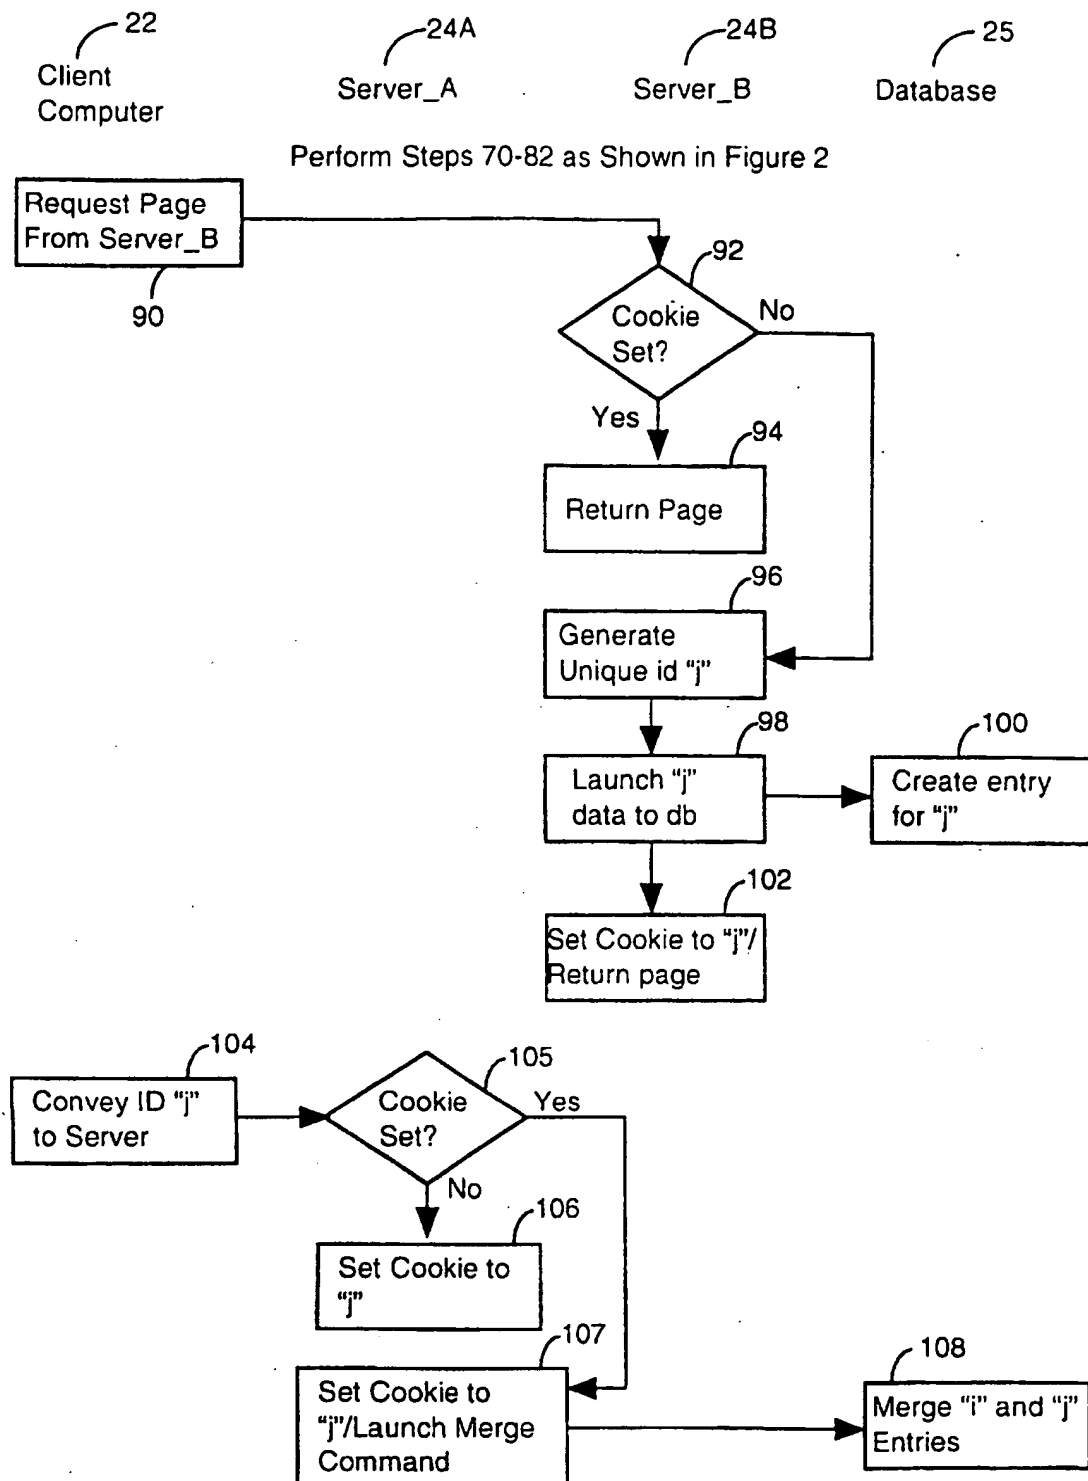 22
Client
Computer
24A
Server_A
24B
Server_B
25
Database
Perform Steps 70-82 as Shown in Figure 2
Request Page
From Server_B
90
92
Cookie
Set?
No
Yes
94
Return Page
96
Generate
Unique id “j”
98
Launch “j”
data to db
100
Create entry
for “j”
102
Set Cookie to “j”/
Return page
104
Convey ID “j”
to Server
105
Cookie
Set?
Yes
No
106
Set Cookie to
“j”
107
Set Cookie to
“j”/Launch Merge
Command
108
Merge “i” and “j”
Entries